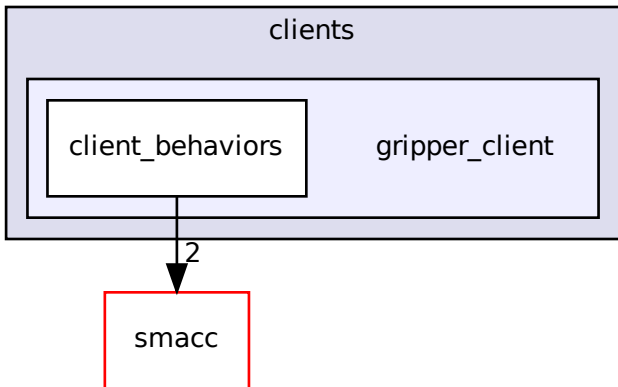 clients
client_behaviors
gripper_client
2
smacc